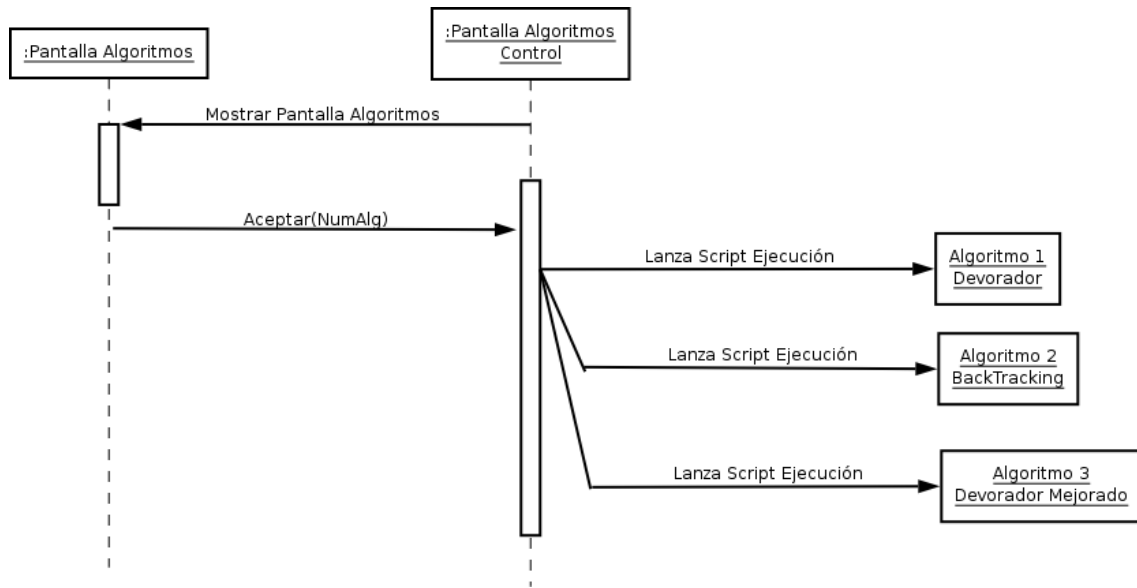 :Pantalla Algoritmos
:Pantalla Algoritmos
Control
Mostrar Pantalla Algoritmos
Aceptar(NumAlg)
Lanza Script Ejecución
Algoritmo 1
Devorador
Lanza Script Ejecución
Algoritmo 2
BackTracking
Lanza Script Ejecución
Algoritmo 3
Devorador Mejorado